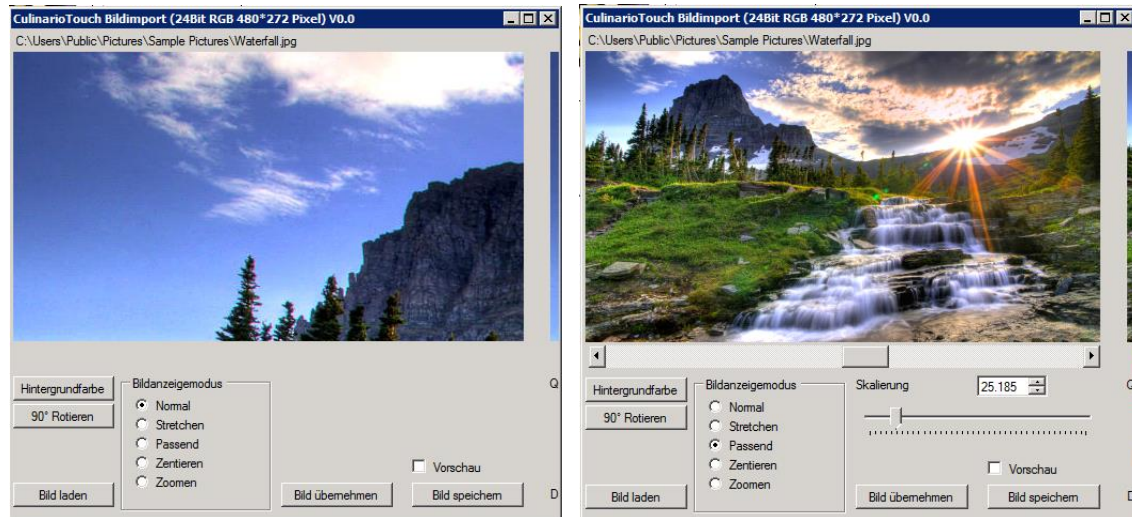 CulinarioTouch Bildimport (24Bit RGB 480*272 Pixel) V0.0
C:\Users\Public\Pictures\Sample Pictures\Waterfall.jpg
Hintergrundfarbe
90° Rotieren
Bildanzeigemodus
Normal
Stretchen
Passend
Zentieren
Zoomen
Vorschau
Bild laden
Bild übernehmen
Bild speichern
Q
D
CulinarioTouch Bildimport (24Bit RGB 480*272 Pixel) V0.0
C:\Users\Public\Pictures\Sample Pictures\Waterfall.jpg
Hintergrundfarbe
90° Rotieren
Bildanzeigemodus
Normal
Stretchen
Passend
Zentieren
Zoomen
Skalierung
25.185
Vorschau
Bild laden
Bild übernehmen
Bild speichern